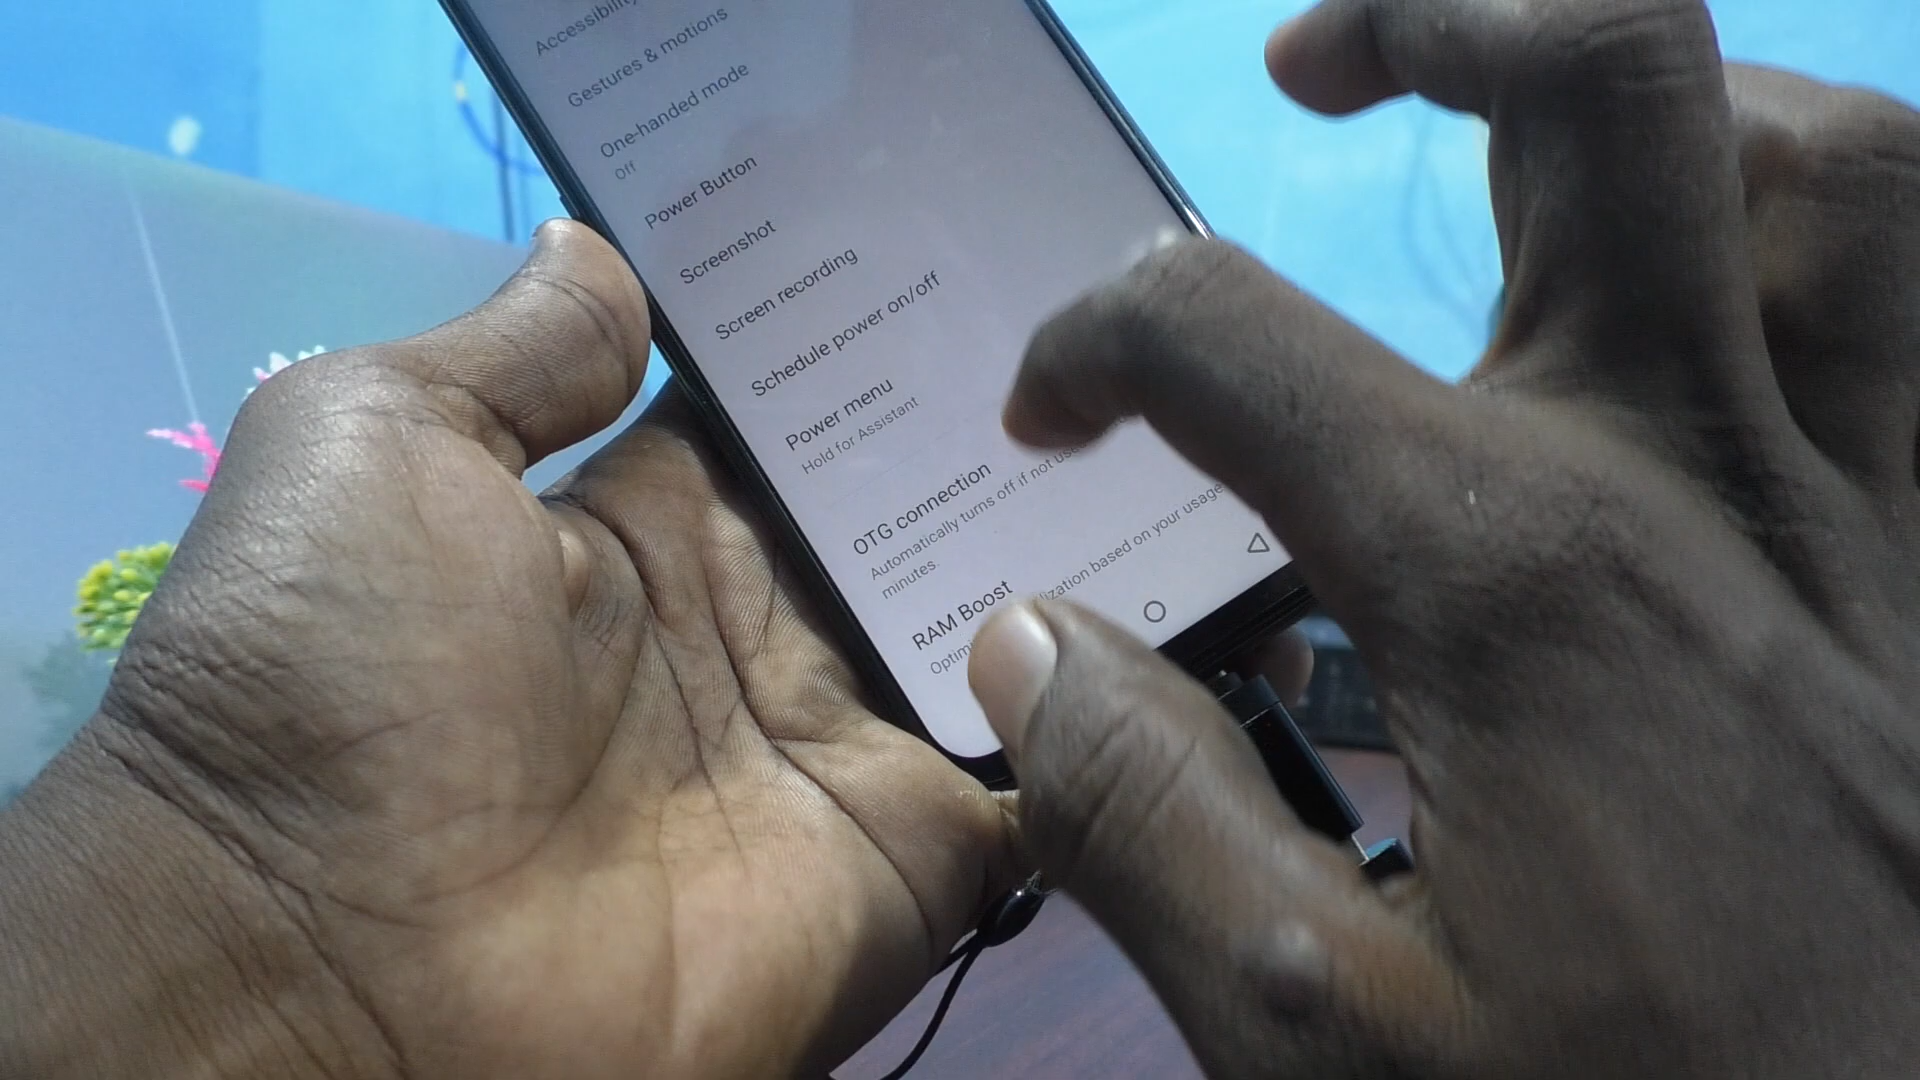 Accessibility
Gestures & motions
One-handed mode
Off
Power Button
Screenshot
Screen recording
Schedule power on/off
Power menu
Hold for Assistant
OTG connection
Automatically turns off if not
minutes.
RAM Boost
based on your usage